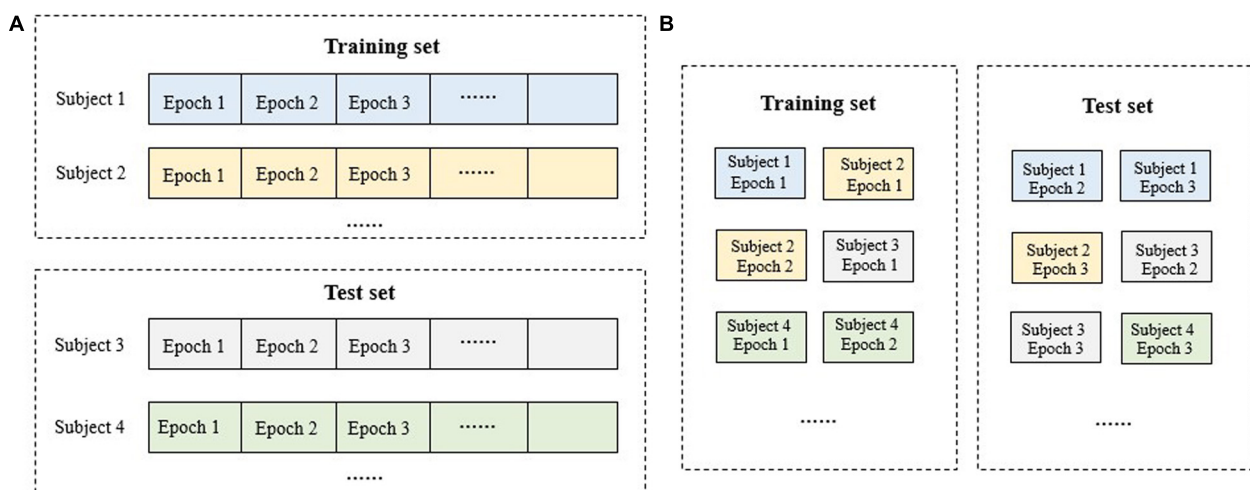 A
Training set
Subject 1
Epoch 1
Epoch 2
Epoch 3
......
Subject 2
Epoch 1
Epoch 2
Epoch 3
......
......
Test set
Subject 3
Epoch 1
Epoch 2
Epoch 3
......
Subject 4
Epoch 1
Epoch 2
Epoch 3
......
......
B
Training set
Subject 1
Epoch 1
Subject 2
Epoch 1
Subject 2
Epoch 2
Subject 3
Epoch 1
Subject 4
Epoch 1
Subject 4
Epoch 2
......
Test set
Subject 1
Epoch 2
Subject 1
Epoch 3
Subject 2
Epoch 3
Subject 3
Epoch 2
Subject 3
Epoch 3
Subject 4
Epoch 3
......